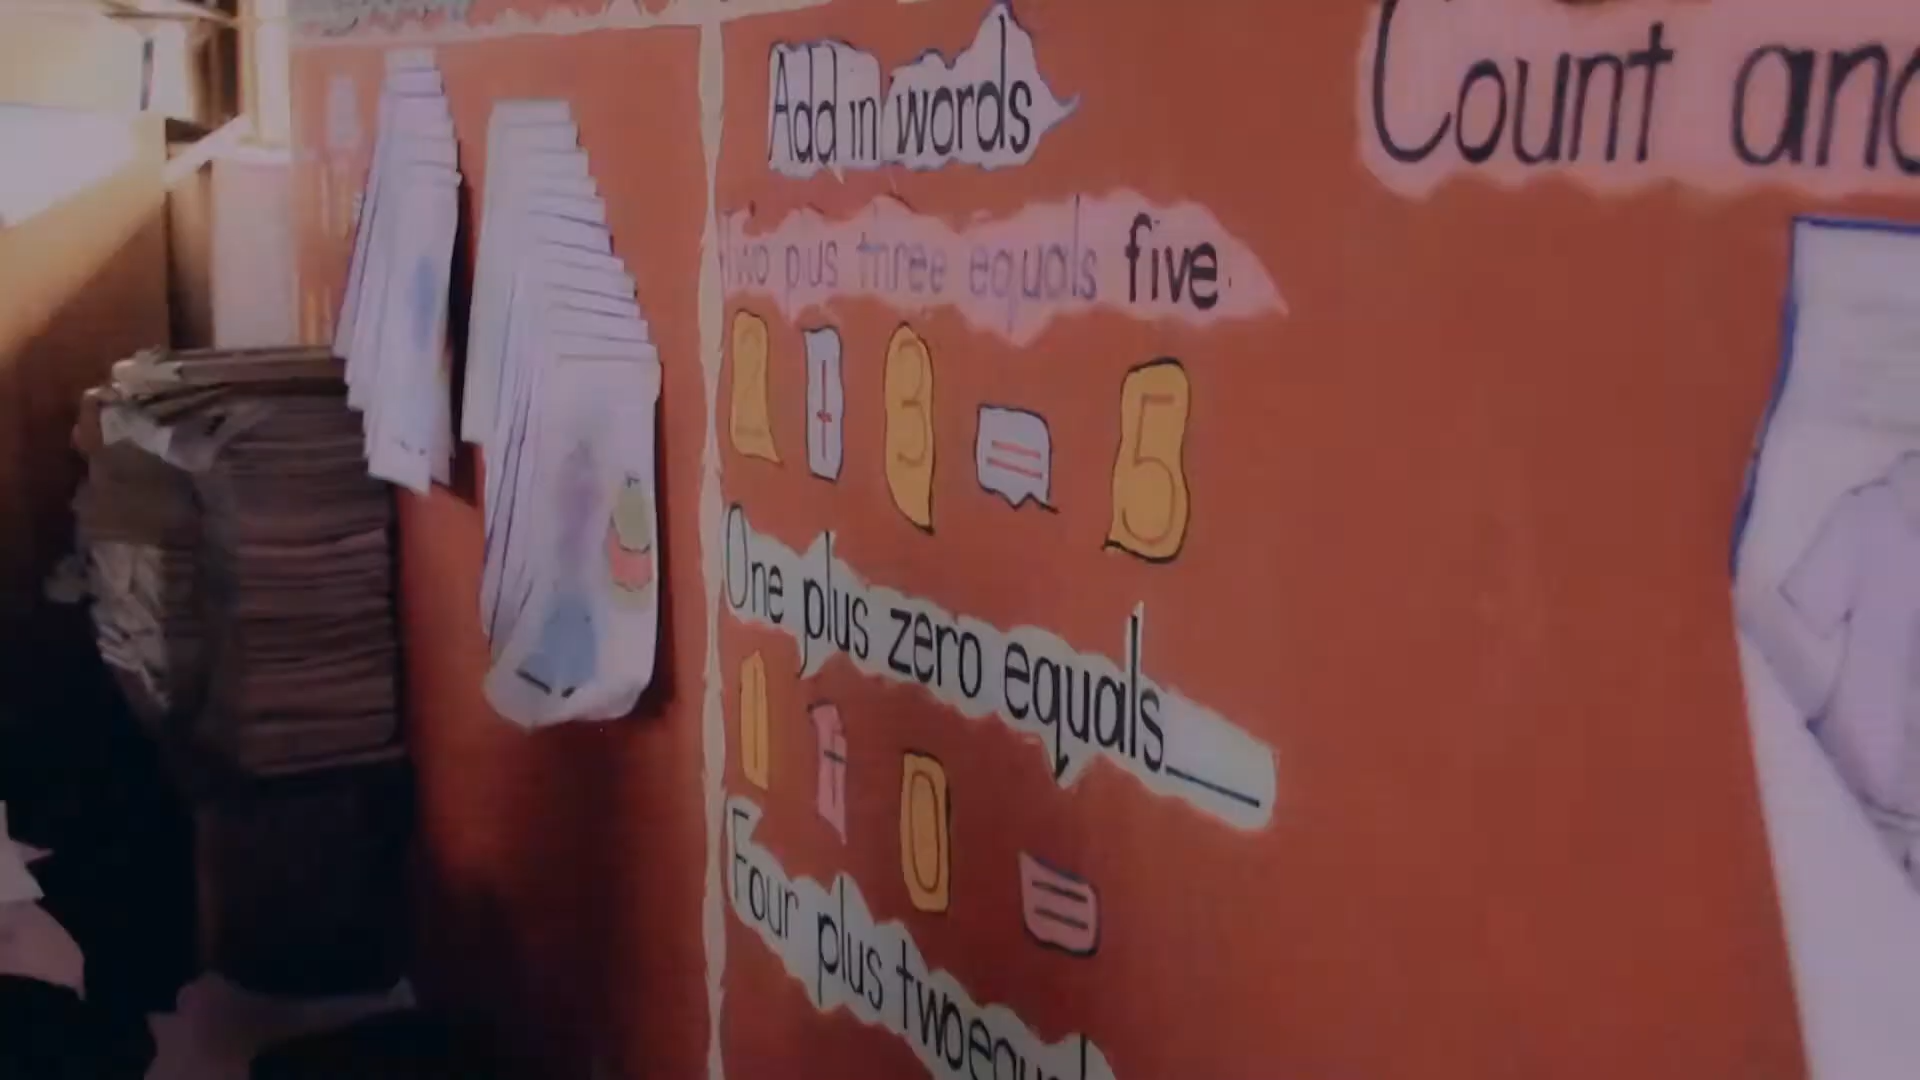 Add in words
Two plus three equals five
2 + 3 = 5
One plus zero equals____
1 + 0 =
Four plus two
Count and